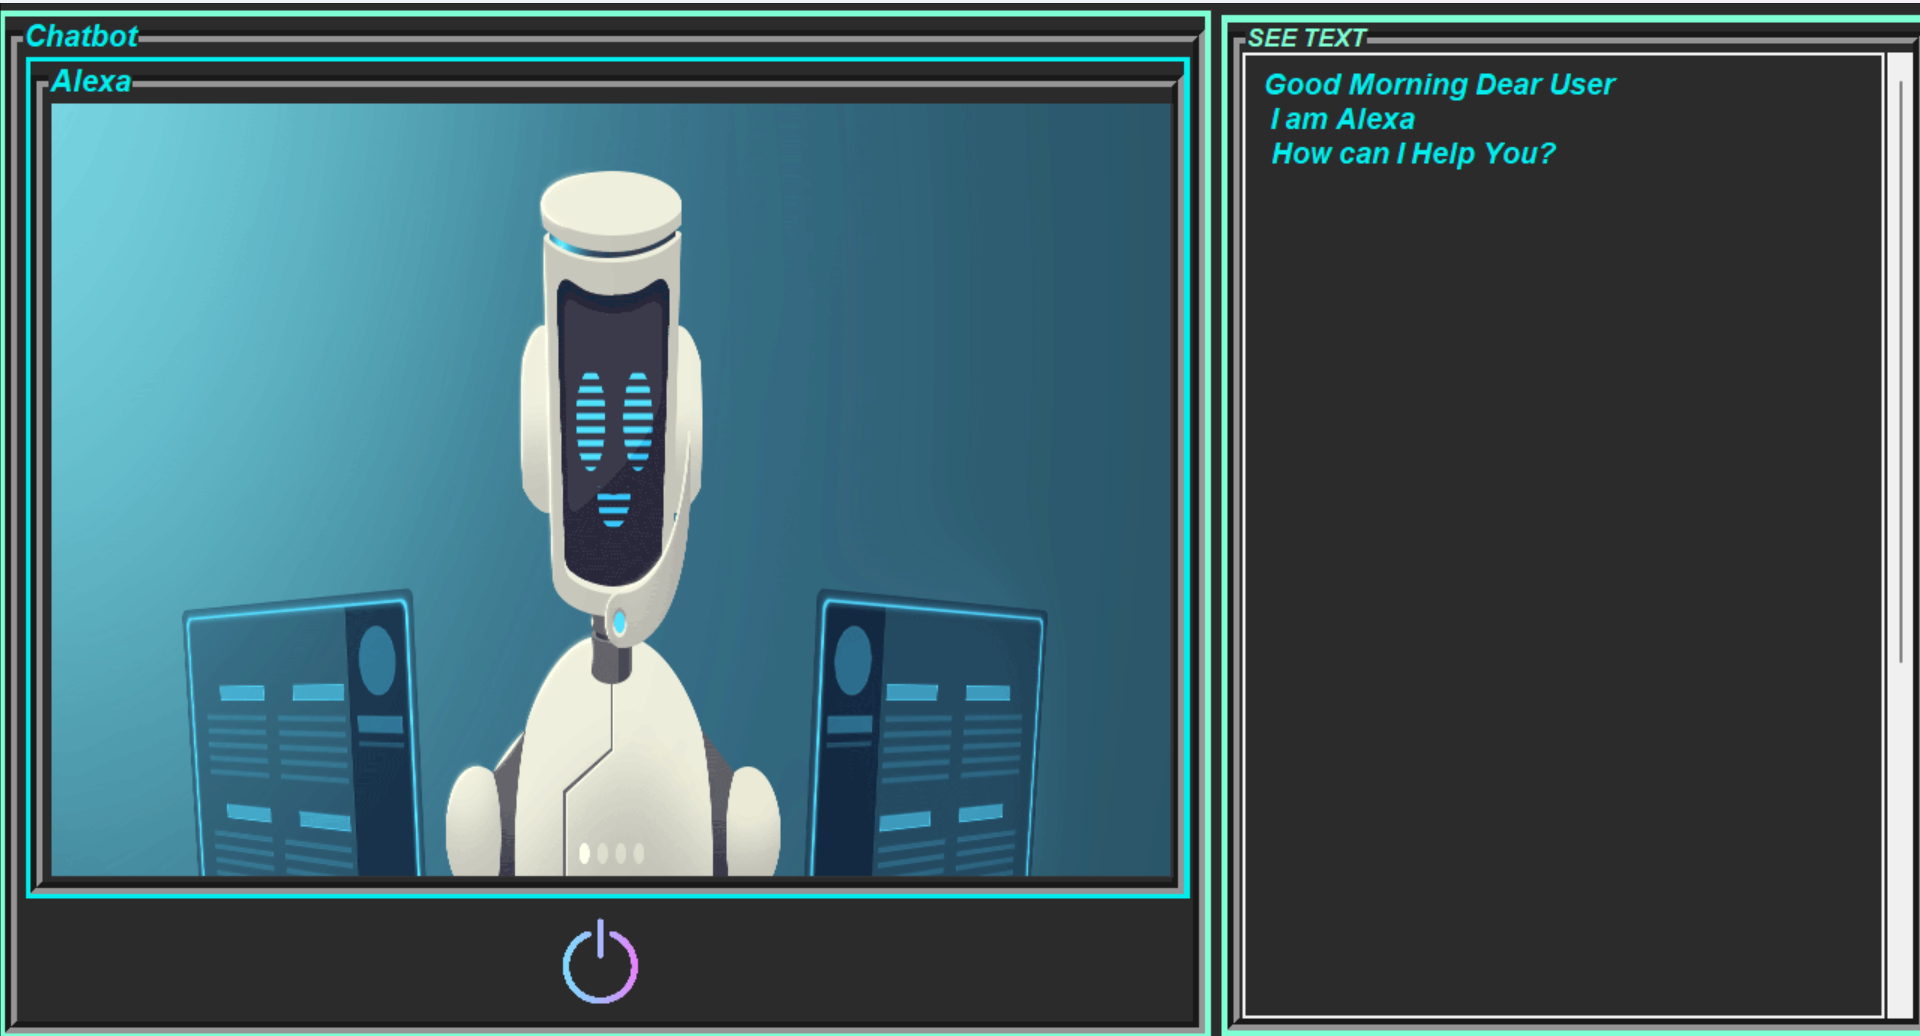 Chatbot
Alexa
SEE TEXT
Good Morning Dear User
I am Alexa
How can I Help You?